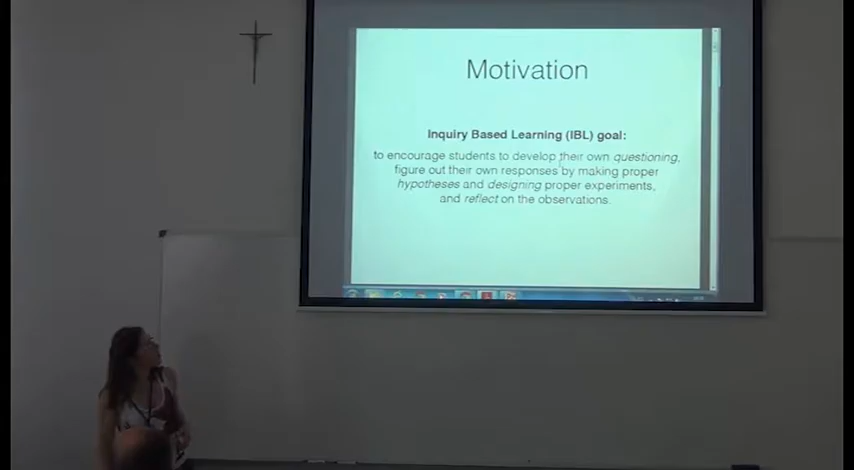 Motivation
Inquiry Based Learning (IBL) goal:
to encourage students to develop their own questioning,
figure out their own responses by making proper
hypotheses and designing proper experiments,
and reflect on the observations.